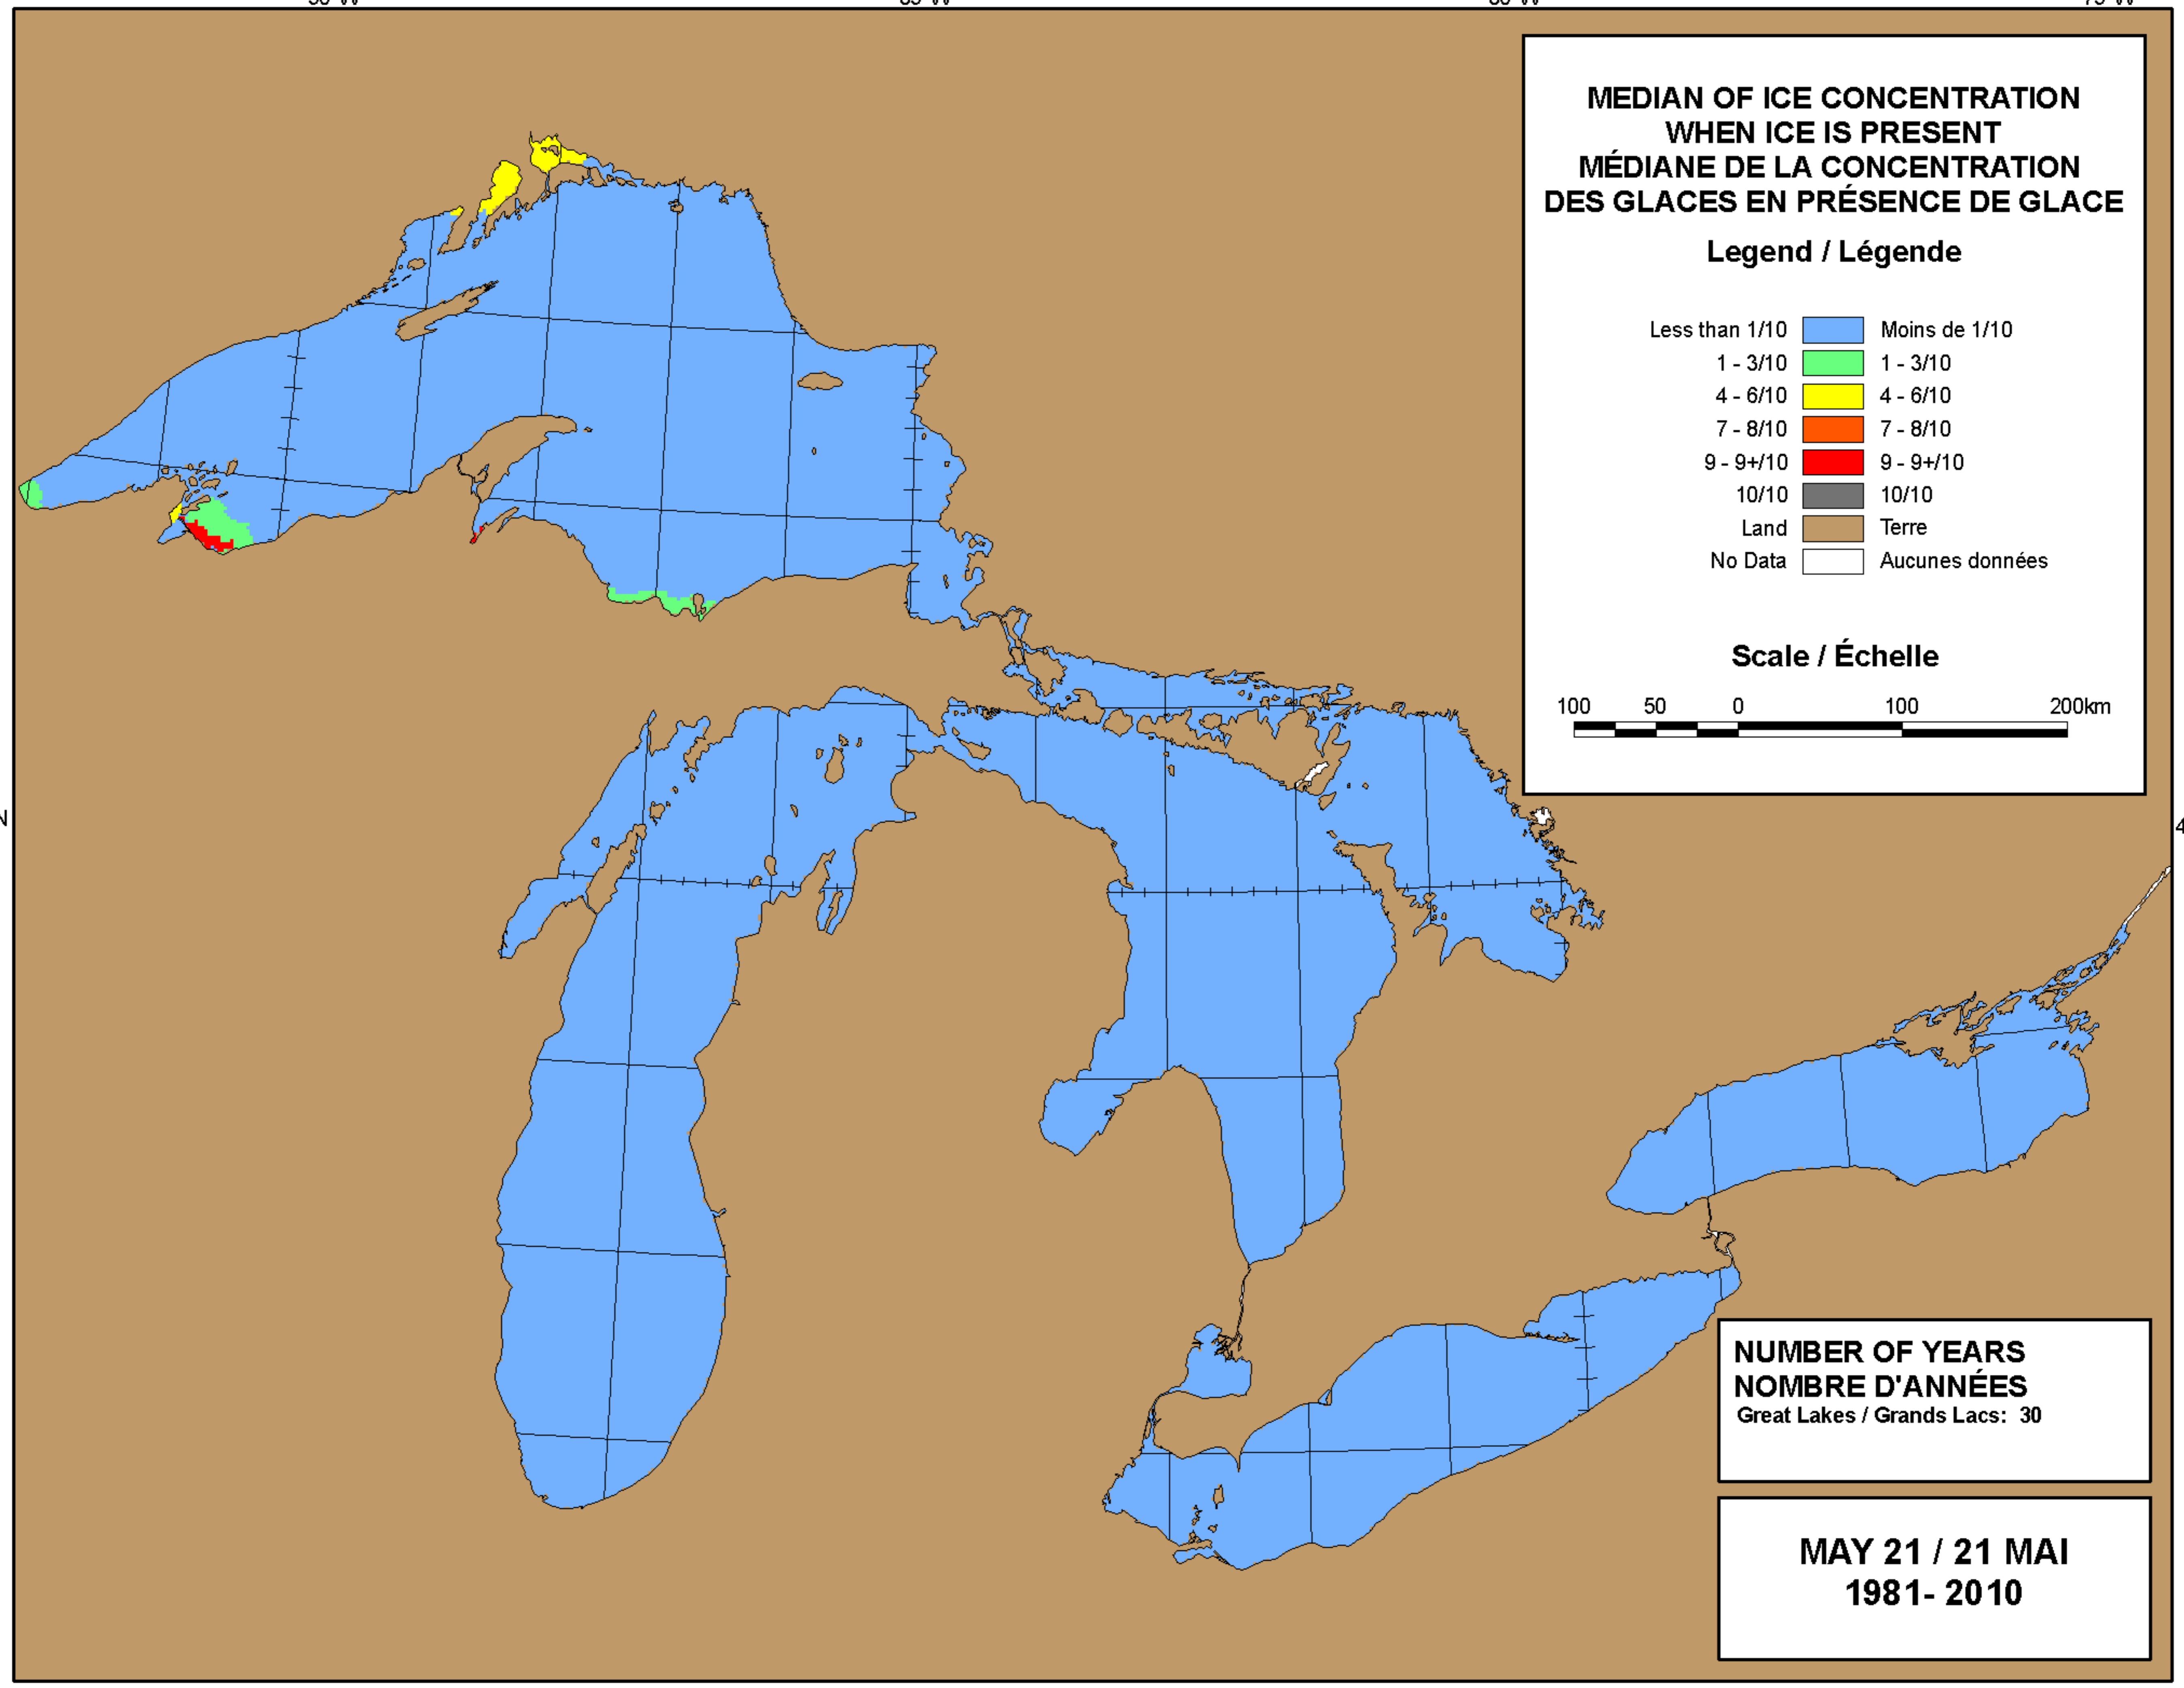 MEDIAN OF ICE CONCENTRATION
WHEN ICE IS PRESENT
MÉDIANE DE LA CONCENTRATION
DES GLACES EN PRÉSENCE DE GLACE
Legend / Légende
Less than 1/10 Moins de 1/10
1 - 3/10 1 - 3/10
4 - 6/10 4 - 6/10
7 - 8/10 7 - 8/10
9 - 9+/10 9 - 9+/10
10/10 10/10
Land Terre
No Data Aucunes données
Scale / Échelle
100 50 0 100 200km
N
NUMBER OF YEARS
NOMBRE D'ANNÉES
Great Lakes / Grands Lacs: 30
MAY 21 / 21 MAI
1981- 2010